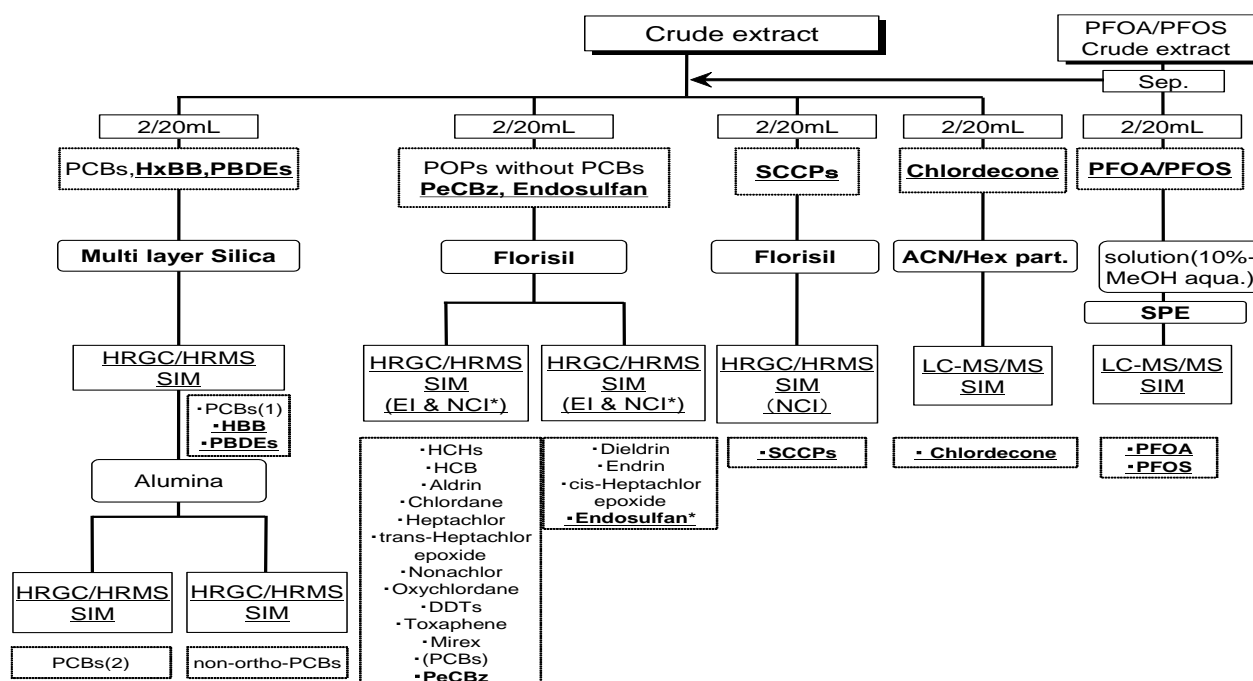 Crude extract
PFOA/PFOS
Crude extract
Sep.
2/20mL
2/20mL
2/20mL
2/20mL
2/20mL
PCBs,HxBB,PBDEs
POPs without PCBs
PeCBz, Endosulfan
SCCPs
Chlordecone
PFOA/PFOS
Multi layer Silica
Florisil
Florisil
ACN/Hex part.
solution(10%-
MeOH aqua.)
SPE
HRGC/HRMS
SIM
HRGC/HRMS
SIM
(EI & NCI*)
HRGC/HRMS
SIM
(EI & NCI*)
HRGC/HRMS
SIM
(NCI)
LC-MS/MS
SIM
LC-MS/MS
SIM
・PCBs(1)
・HBB
・PBDEs
・HCHs
・HCB
・Aldrin
・Chlordane
・Heptachlor
・trans-Heptachlor
epoxide
・Nonachlor
・Oxychlordane
・DDTs
・Toxaphene
・Mirex
・(PCBs)
・PeCBz
・Dieldrin
・Endrin
・cis-Heptachlor
epoxide
・Endosulfan*
・SCCPs
・Chlordecone
・PFOA
・PFOS
Alumina
HRGC/HRMS
SIM
HRGC/HRMS
SIM
PCBs(2)
non-ortho-PCBs